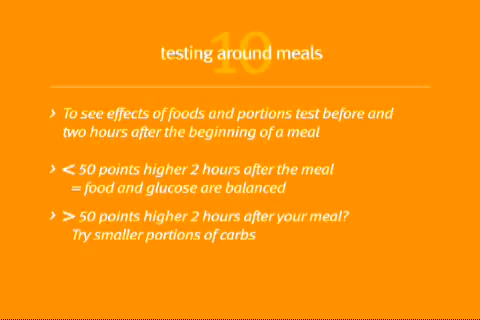 10
testing around meals
› To see effects of foods and portions test before and
two hours after the beginning of a meal
› < 50 points higher 2 hours after the meal
= food and glucose are balanced
› > 50 points higher 2 hours after your meal?
Try smaller portions of carbs